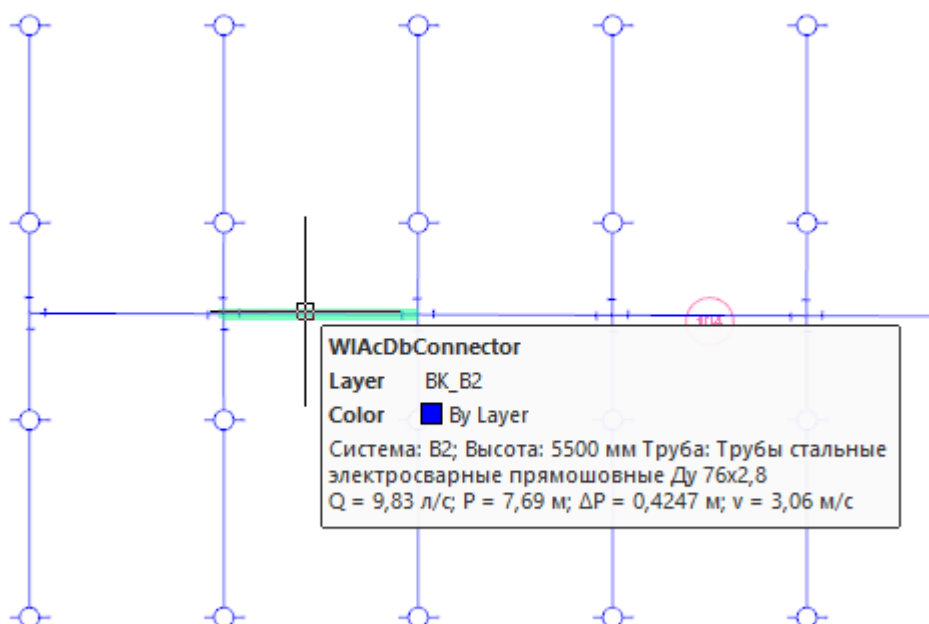 WIAcDbConnector
Layer BK_B2
Color By Layer
Система: В2; Высота: 5500 мм Труба: Трубы стальные
электросварные прямошовные Ду 76x2,8
Q = 9,83 л/с; P = 7,69 м; ΔP = 0,4247 м; v = 3,06 м/с